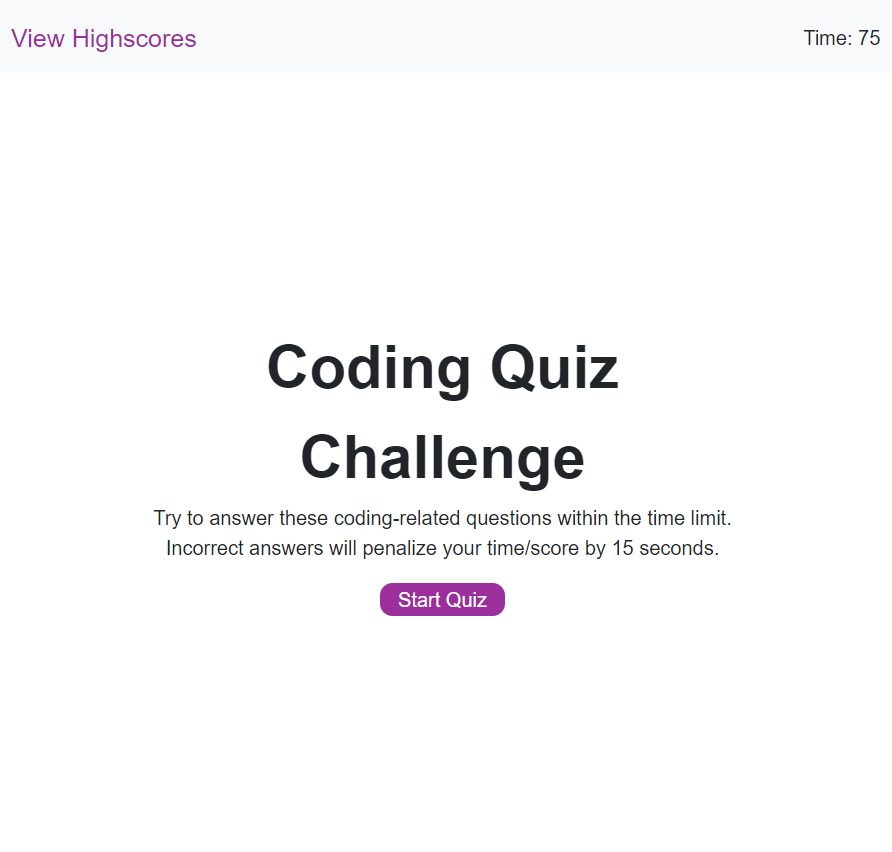 View Highscores
Time: 75
Coding Quiz
Challenge
Try to answer these coding-related questions within the time limit.
Incorrect answers will penalize your time/score by 15 seconds.
Start Quiz